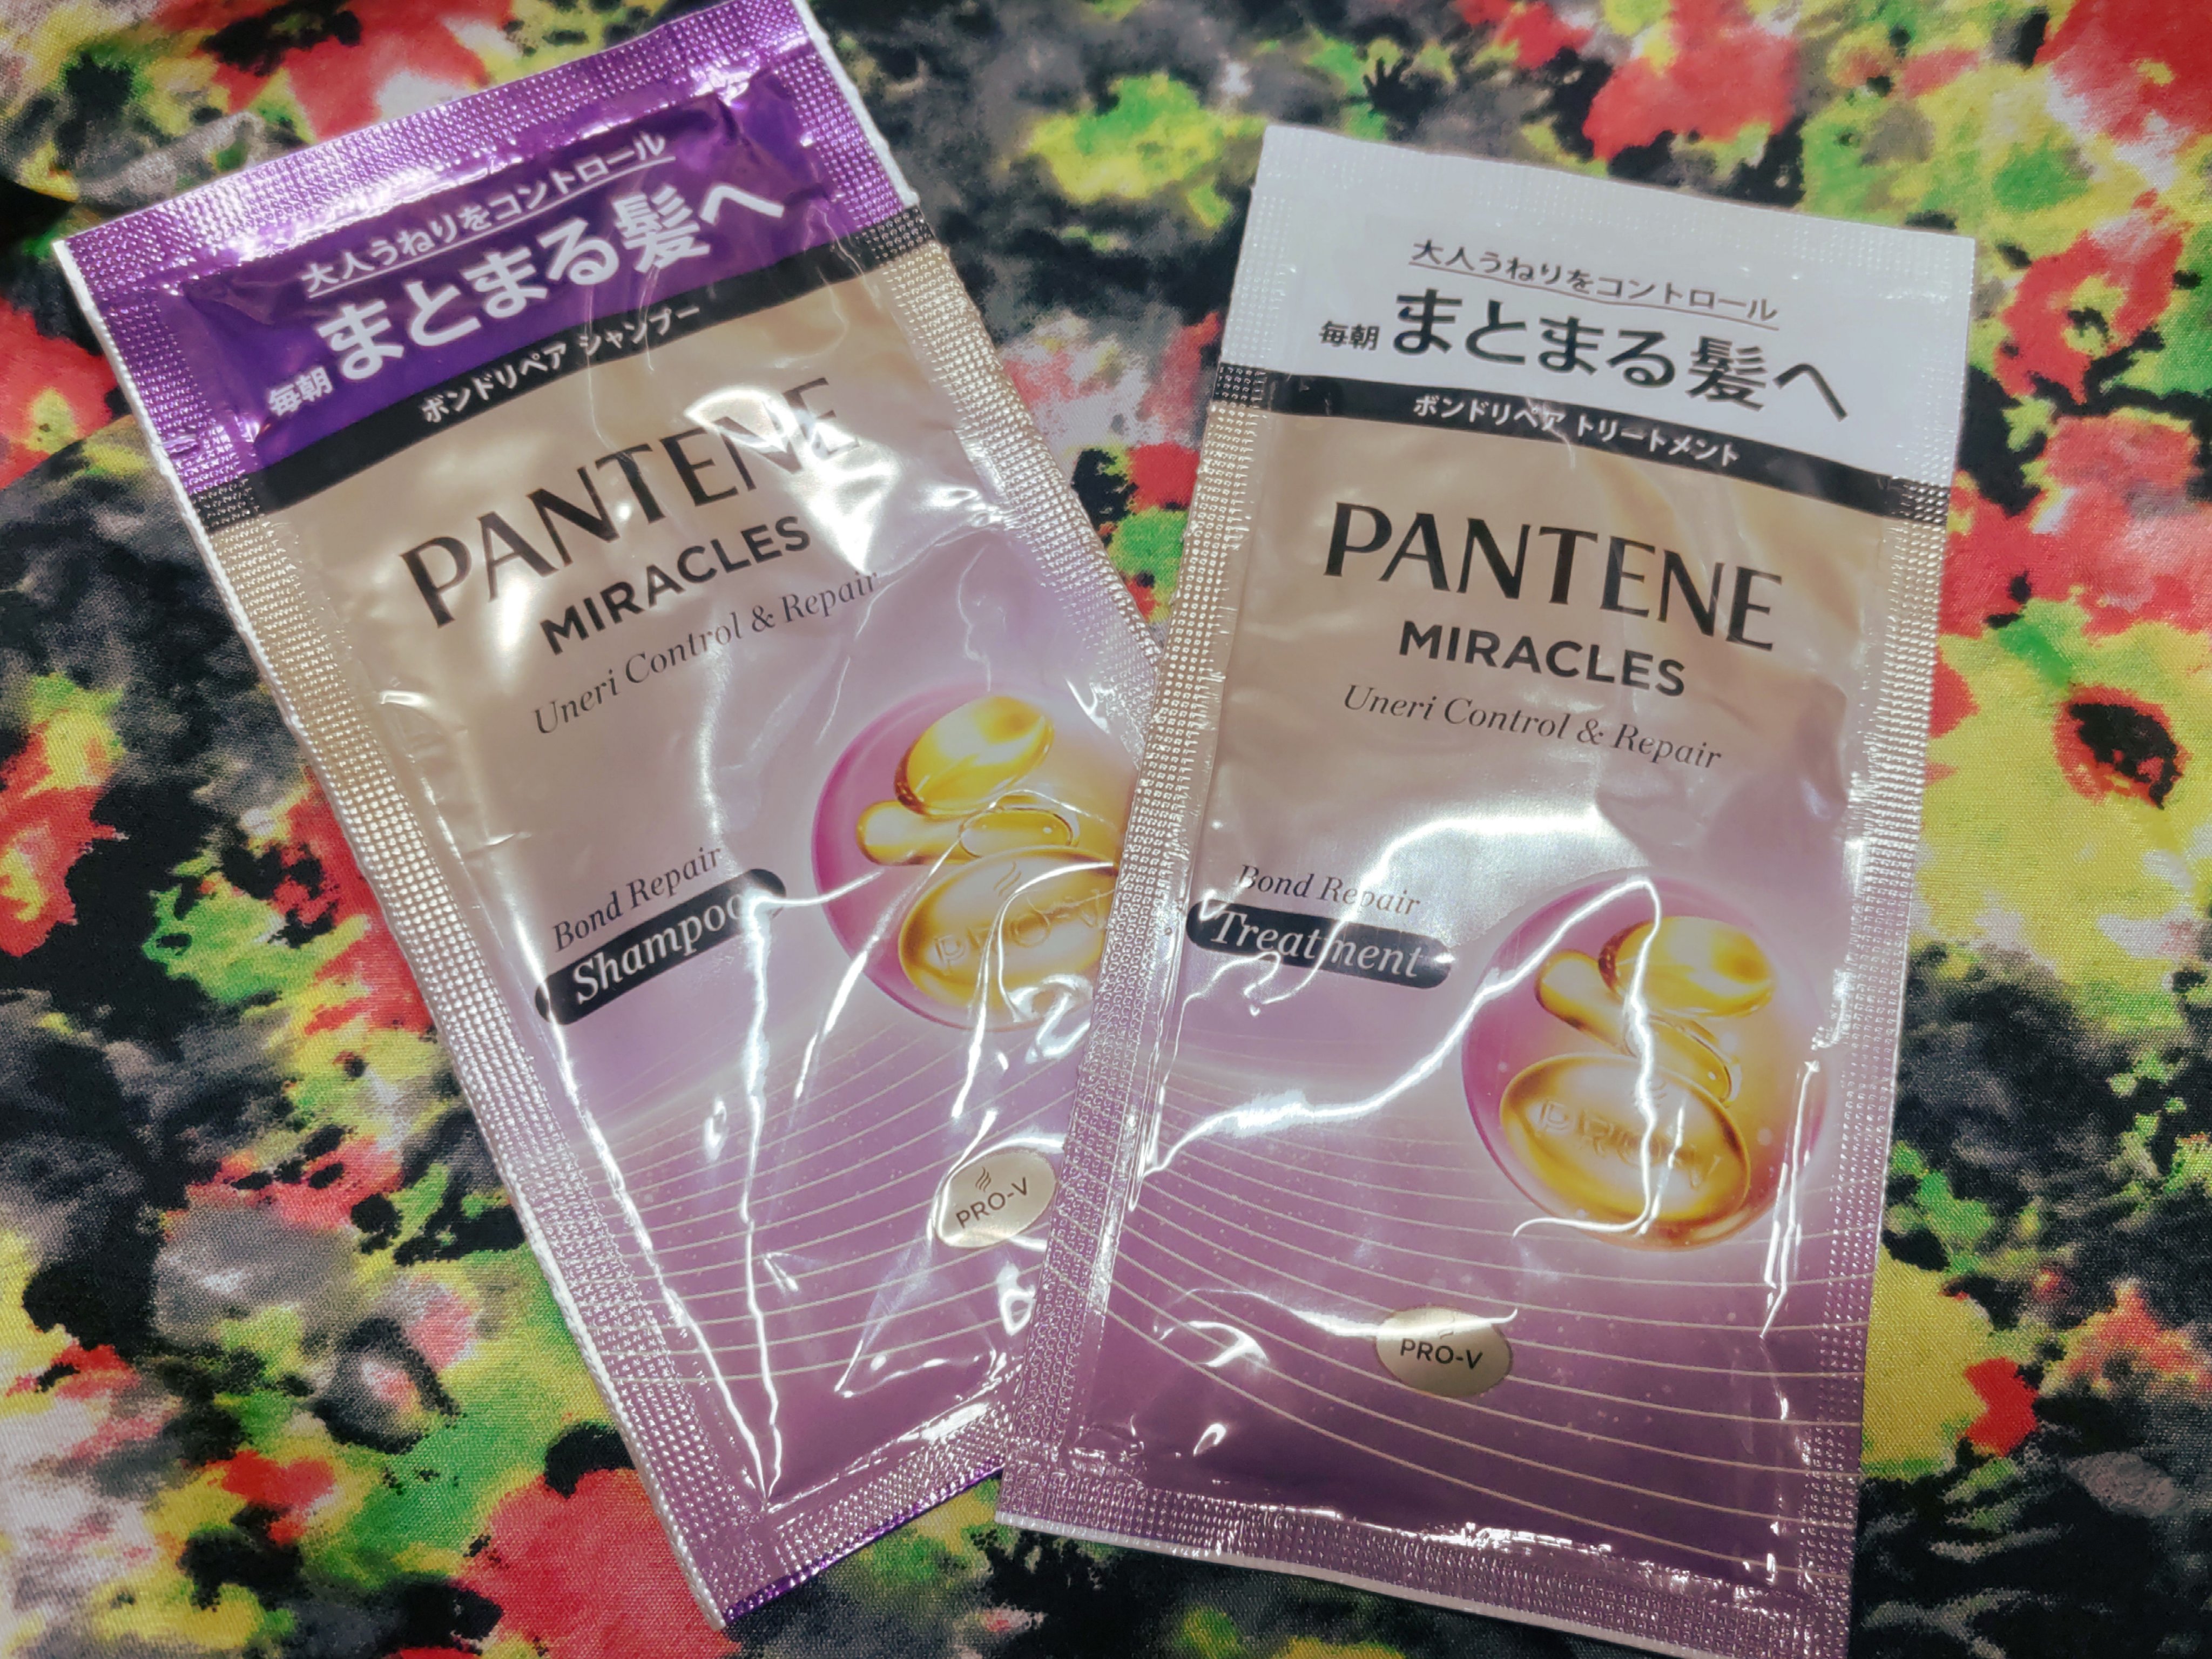 大人うねりをコントロール
毎朝 まとまる髪へ
ボンドリペア シャンプー
PANTENE
MIRACLES
Uneri Control & Repair
Bond Repair
Shampoo
PRO-V
PRO-V
大人うねりをコントロール
毎朝 まとまる髪へ
ボンドリペア トリートメント
PANTENE
MIRACLES
Uneri Control & Repair
Bond Repair
Treatment
PRO-V
PRO-V